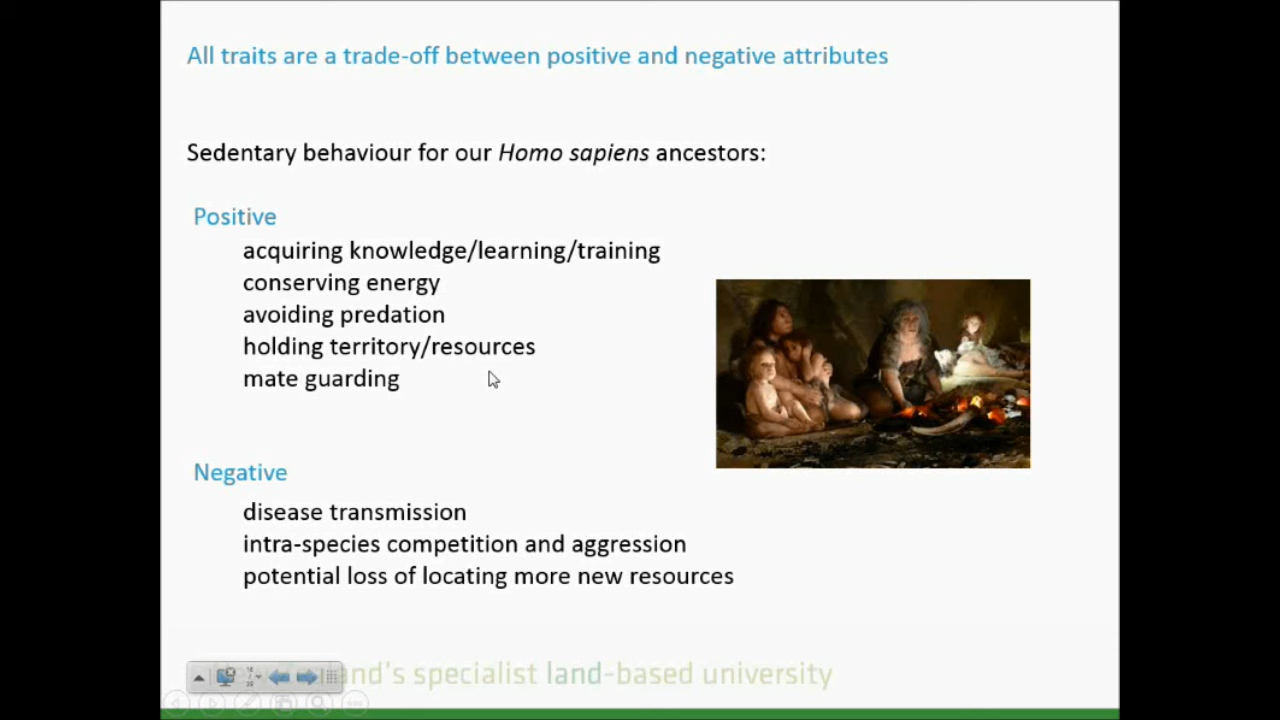 All traits are a trade-off between positive and negative attributes
Sedentary behaviour for our Homo sapiens ancestors:
Positive
acquiring knowledge/learning/training
conserving energy
avoiding predation
holding territory/resources
mate guarding
Negative
disease transmission
intra-species competition and aggression
potential loss of locating more new resources
specialist land-based university